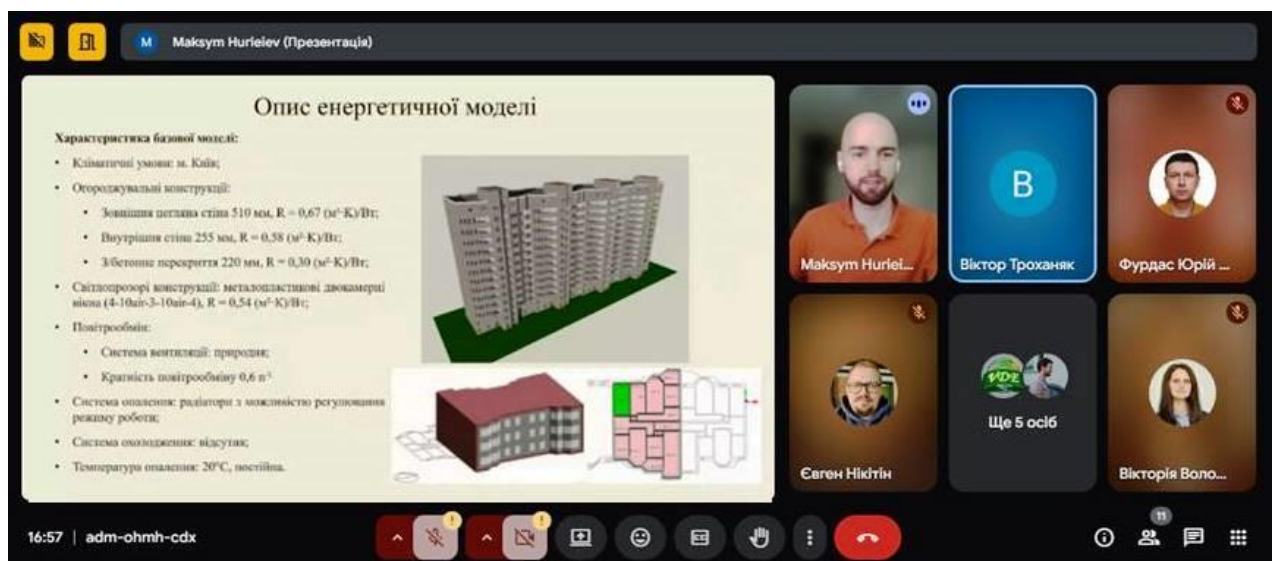 M Maksym Hurieiev (Презентація)
Опис енергетичної моделі
Характеристика базової моделі:
• Кліматичні умови: м. Київ;
• Огороджувальні конструкції:
• Зовнішня цегляна стіна 510 мм, R = 0,67 (м²·К)/Вт;
• Внутрішня стіна 255 мм, R = 0,58 (м²·К)/Вт;
• З/бетонне перекриття 220 мм, R = 0,30 (м²·К)/Вт;
• Світлопрозорі конструкції: металопластикові двокамерні
вікна (4-10air-3-10air-4), R = 0,54 (м²·К)/Вт;
• Повітрообмін:
• Система вентиляції: природня;
• Кратність повітрообміну 0,6 n⁻¹
• Система опалення: радіатори з можливістю регулювання
режиму роботи;
• Система охолодження: відсутня;
• Температура опалення: 20°С, постійна.
Maksym Huriei...
В
Віктор Троханяк
Фурдас Юрій ...
Євген Нікітін
VDE
Ще 5 осіб
Вікторія Воло...
16:57 | adm-ohmh-cdx
11